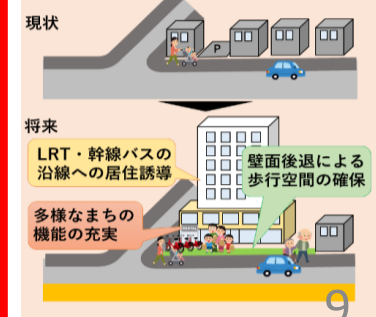 現状
P
将来
LRT・幹線バスの
沿線への居住誘導
壁面後退による
歩行空間の確保
多様なまちの
機能の充実
9